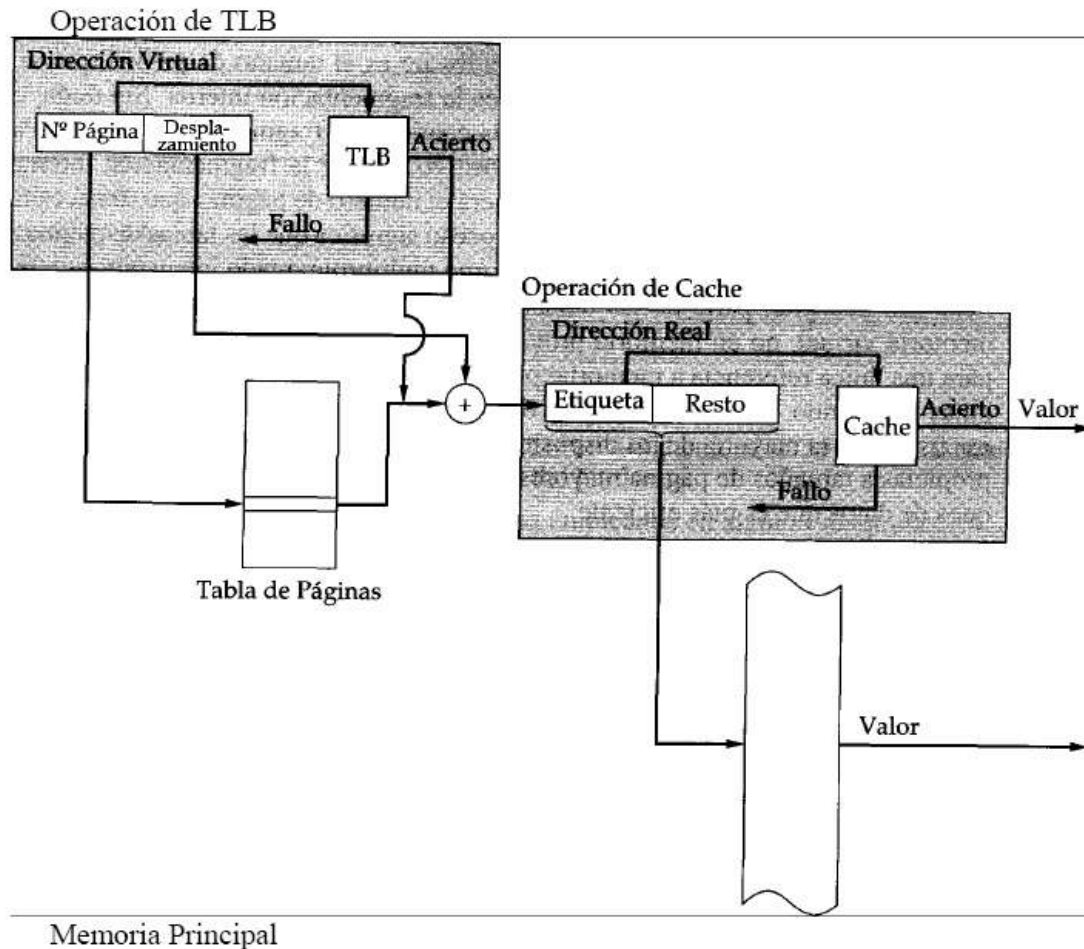 Operación de TLB
Dirección Virtual
Nº Página
Despla-
zamiento
TLB
Acierto
Fallo
Operación de Cache
Dirección Real
Etiqueta
Resto
Cache
Acierto
Valor
Fallo
Tabla de Páginas
Valor
Memoria Principal